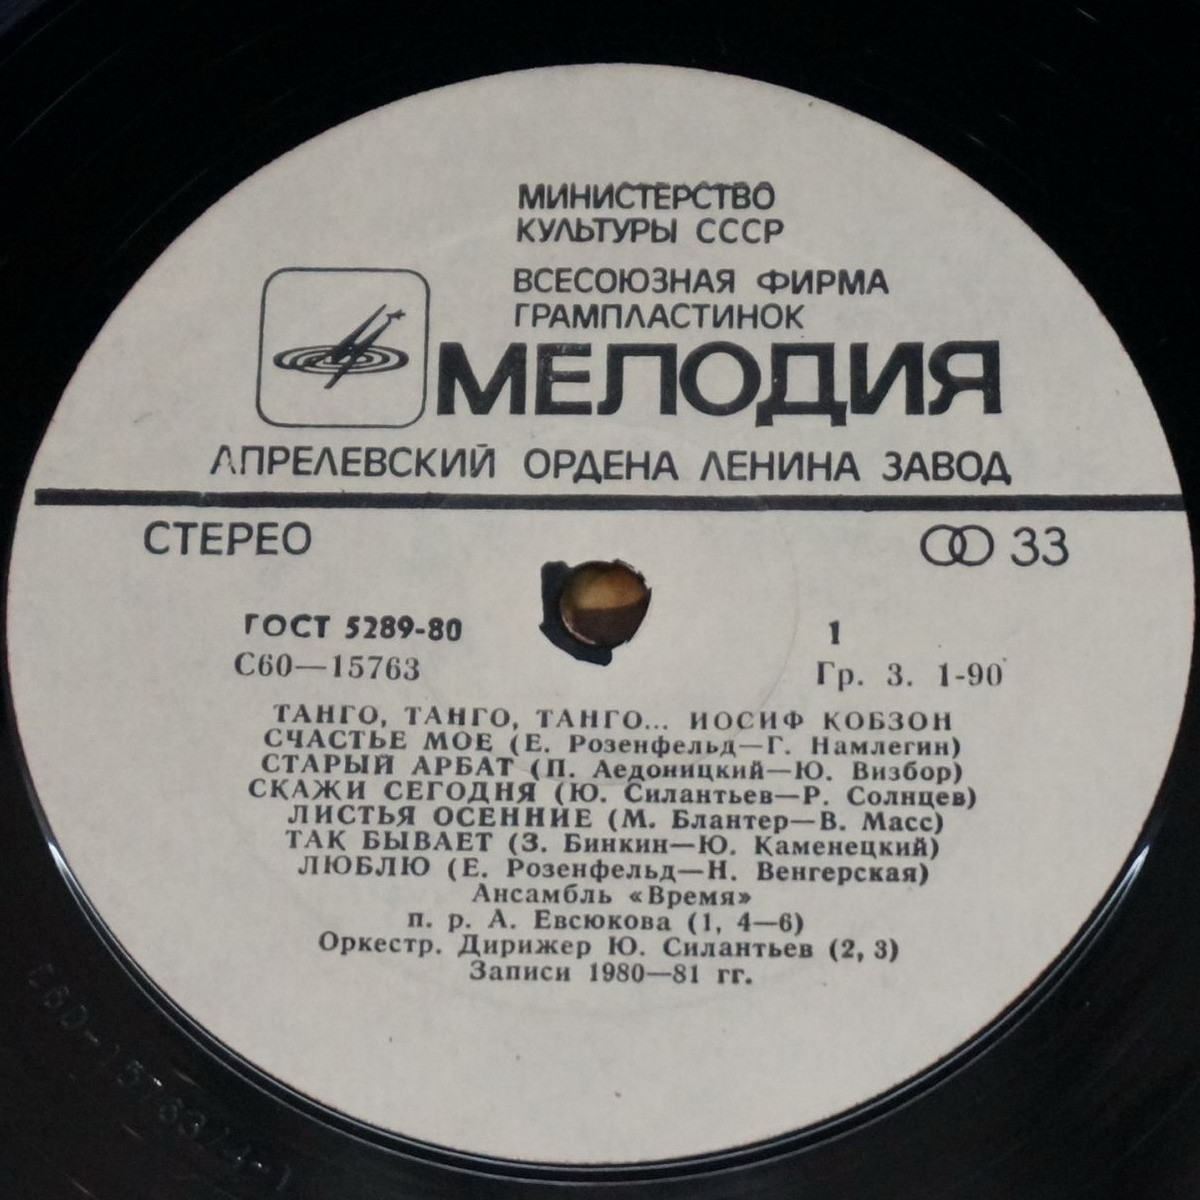 МИНИСТЕРСТВО
КУЛЬТУРЫ СССР
ВСЕСОЮЗНАЯ ФИРМА
ГРАМПЛАСТИНОК
МЕЛОДИЯ
АПРЕЛЕВСКИЙ ОРДЕНА ЛЕНИНА ЗАВОД
СТЕРЕО
33
ГОСТ 5289-80
1
С60—15763
Гр. 3. 1-90
ТАНГО, ТАНГО, ТАНГО... ИОСИФ КОБЗОН
СЧАСТЬЕ МОЕ (Е. Розенфельд—Г. Намлегин)
СТАРЫЙ АРБАТ (П. Аедоницкий—Ю. Визбор)
СКАЖИ СЕГОДНЯ (Ю. Силантьев—Р. Солнцев)
ЛИСТЬЯ ОСЕННИЕ (М. Блантер—В. Масс)
ТАК БЫВАЕТ (З. Бинкин—Ю. Каменецкий)
ЛЮБЛЮ (Е. Розенфельд—Н. Венгерская)
Ансамбль «Время»
п. р. А. Евсюкова (1, 4—6)
Оркестр. Дирижер Ю. Силантьев (2, 3)
Записи 1980—81 гг.